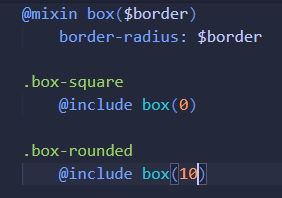 @mixin box($border)
    border-radius: $border

.box-square
    @include box(0)

.box-rounded
    @include box(10)